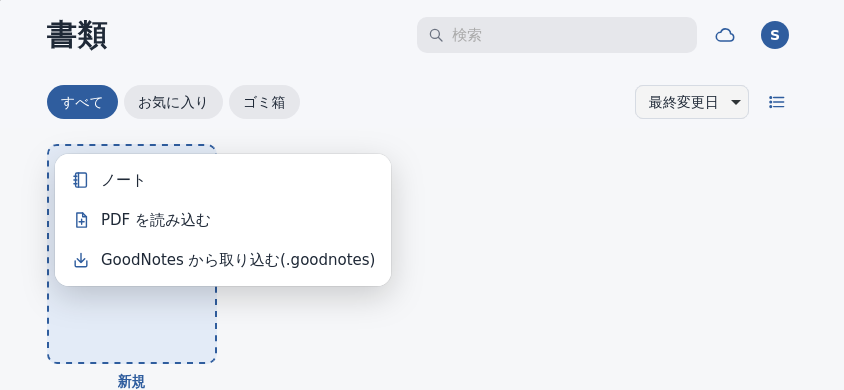 書類
検索
S
すべて
お気に入り
ゴミ箱
最終変更日
ノート
PDF を読み込む
GoodNotes から取り込む(.goodnotes)
新規